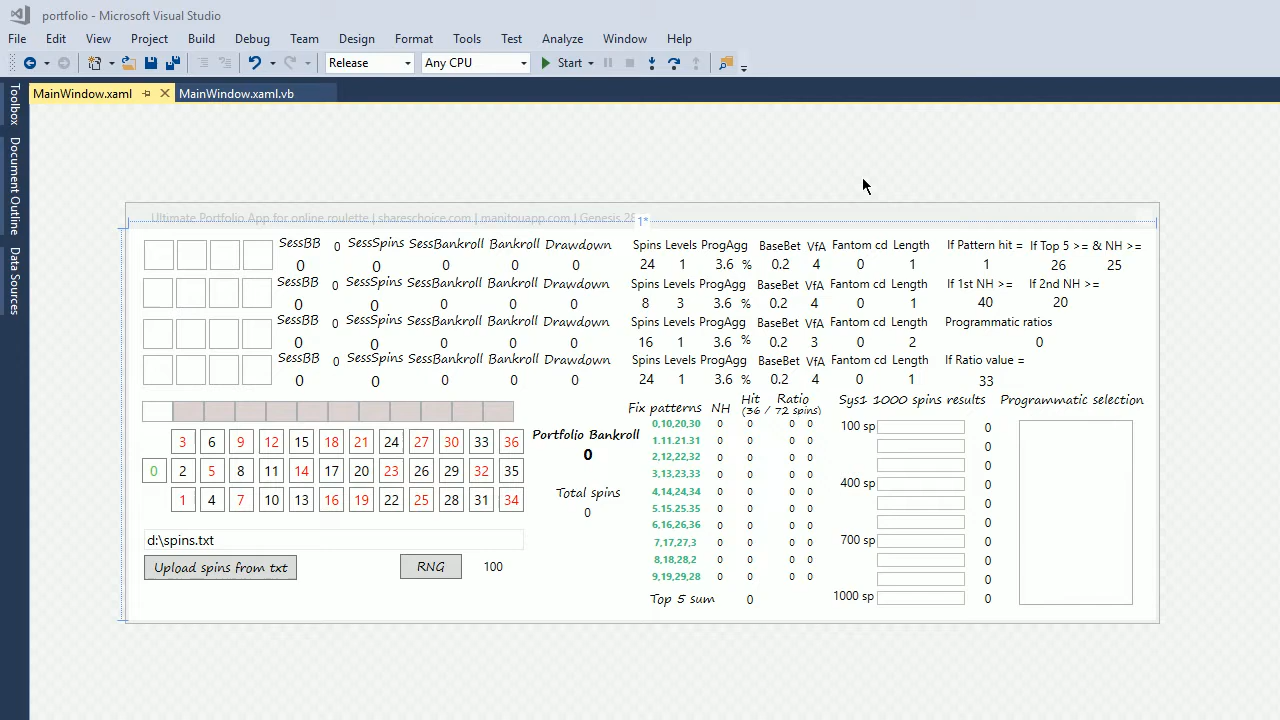 portfolio - Microsoft Visual Studio
File Edit View Project Build Debug Team Design Format Tools Test Analyze Window Help
Release Any CPU Start
MainWindow.xaml MainWindow.xaml.vb
Toolbox
Document Outline
Data Sources
Ultimate Portfolio App for online roulette | shareschoice.com | manitouapp.com | Genesis 28
1*
SessBB 0 SessSpins SessBankroll Bankroll Drawdown Spins Levels ProgAgg BaseBet VfA Fantom cd Length If Pattern hit = If Top 5 >= & NH >=
0 0 0 0 0 24 1 3.6 % 0.2 4 0 1 1 26 25
SessBB 0 SessSpins SessBankroll Bankroll Drawdown Spins Levels ProgAgg BaseBet VfA Fantom cd Length If 1st NH >= If 2nd NH >=
0 0 0 0 0 8 3 3.6 % 0.2 4 0 1 40 20
SessBB 0 SessSpins SessBankroll Bankroll Drawdown Spins Levels ProgAgg BaseBet VfA Fantom cd Length Programmatic ratios
0 0 0 0 0 16 1 3.6 % 0.2 3 0 2 0
SessBB 0 SessSpins SessBankroll Bankroll Drawdown Spins Levels ProgAgg BaseBet VfA Fantom cd Length If Ratio value =
0 0 0 0 0 24 1 3.6 % 0.2 4 0 1 33
3 6 9 12 15 18 21 24 27 30 33 36
0 2 5 8 11 14 17 20 23 26 29 32 35
1 4 7 10 13 16 19 22 25 28 31 34
Portfolio Bankroll
0
Total spins
0
d:\spins.txt
Upload spins from txt RNG 100
Fix patterns NH Hit Ratio
(36 / 72 spins)
0,10,20,30 0 0 0 0
1.11.21.31 0 0 0 0
2,12,22,32 0 0 0 0
3,13,23,33 0 0 0 0
4,14,24,34 0 0 0 0
5.15.25.35 0 0 0 0
6,16,26,36 0 0 0 0
7,17,27,3 0 0 0 0
8,18,28,2 0 0 0 0
9,19,29,28 0 0 0 0
Top 5 sum 0
Sys1 1000 spins results
100 sp 0
0
0
400 sp 0
0
0
700 sp 0
0
0
1000 sp 0
Programmatic selection